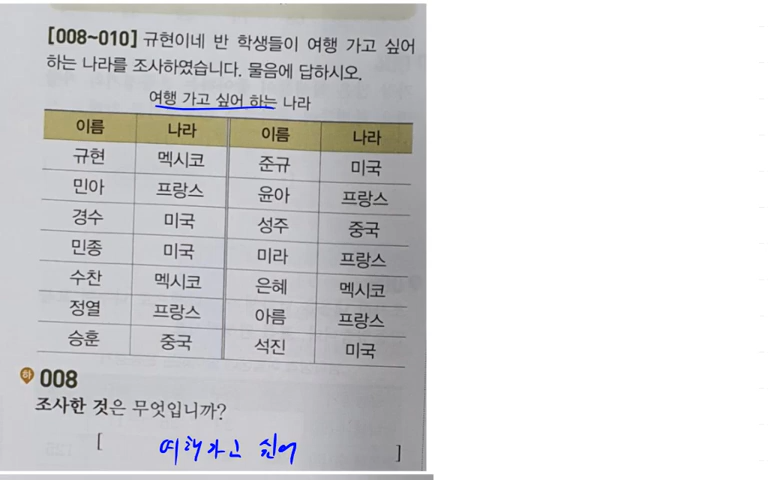 [008~010] 규현이네 반 학생들이 여행 가고 싶어
하는 나라를 조사하였습니다. 물음에 답하시오.
여행 가고 싶어 하는 나라
이름 나라 이름 나라
규현 멕시코 준규 미국
민아 프랑스 윤아 프랑스
경수 미국 성주 중국
민종 미국 미라 프랑스
수찬 멕시코 은혜 멕시코
정열 프랑스 아름 프랑스
승훈 중국 석진 미국
하 008
조사한 것은 무엇입니까?
[ 여행가고 싶어 ]